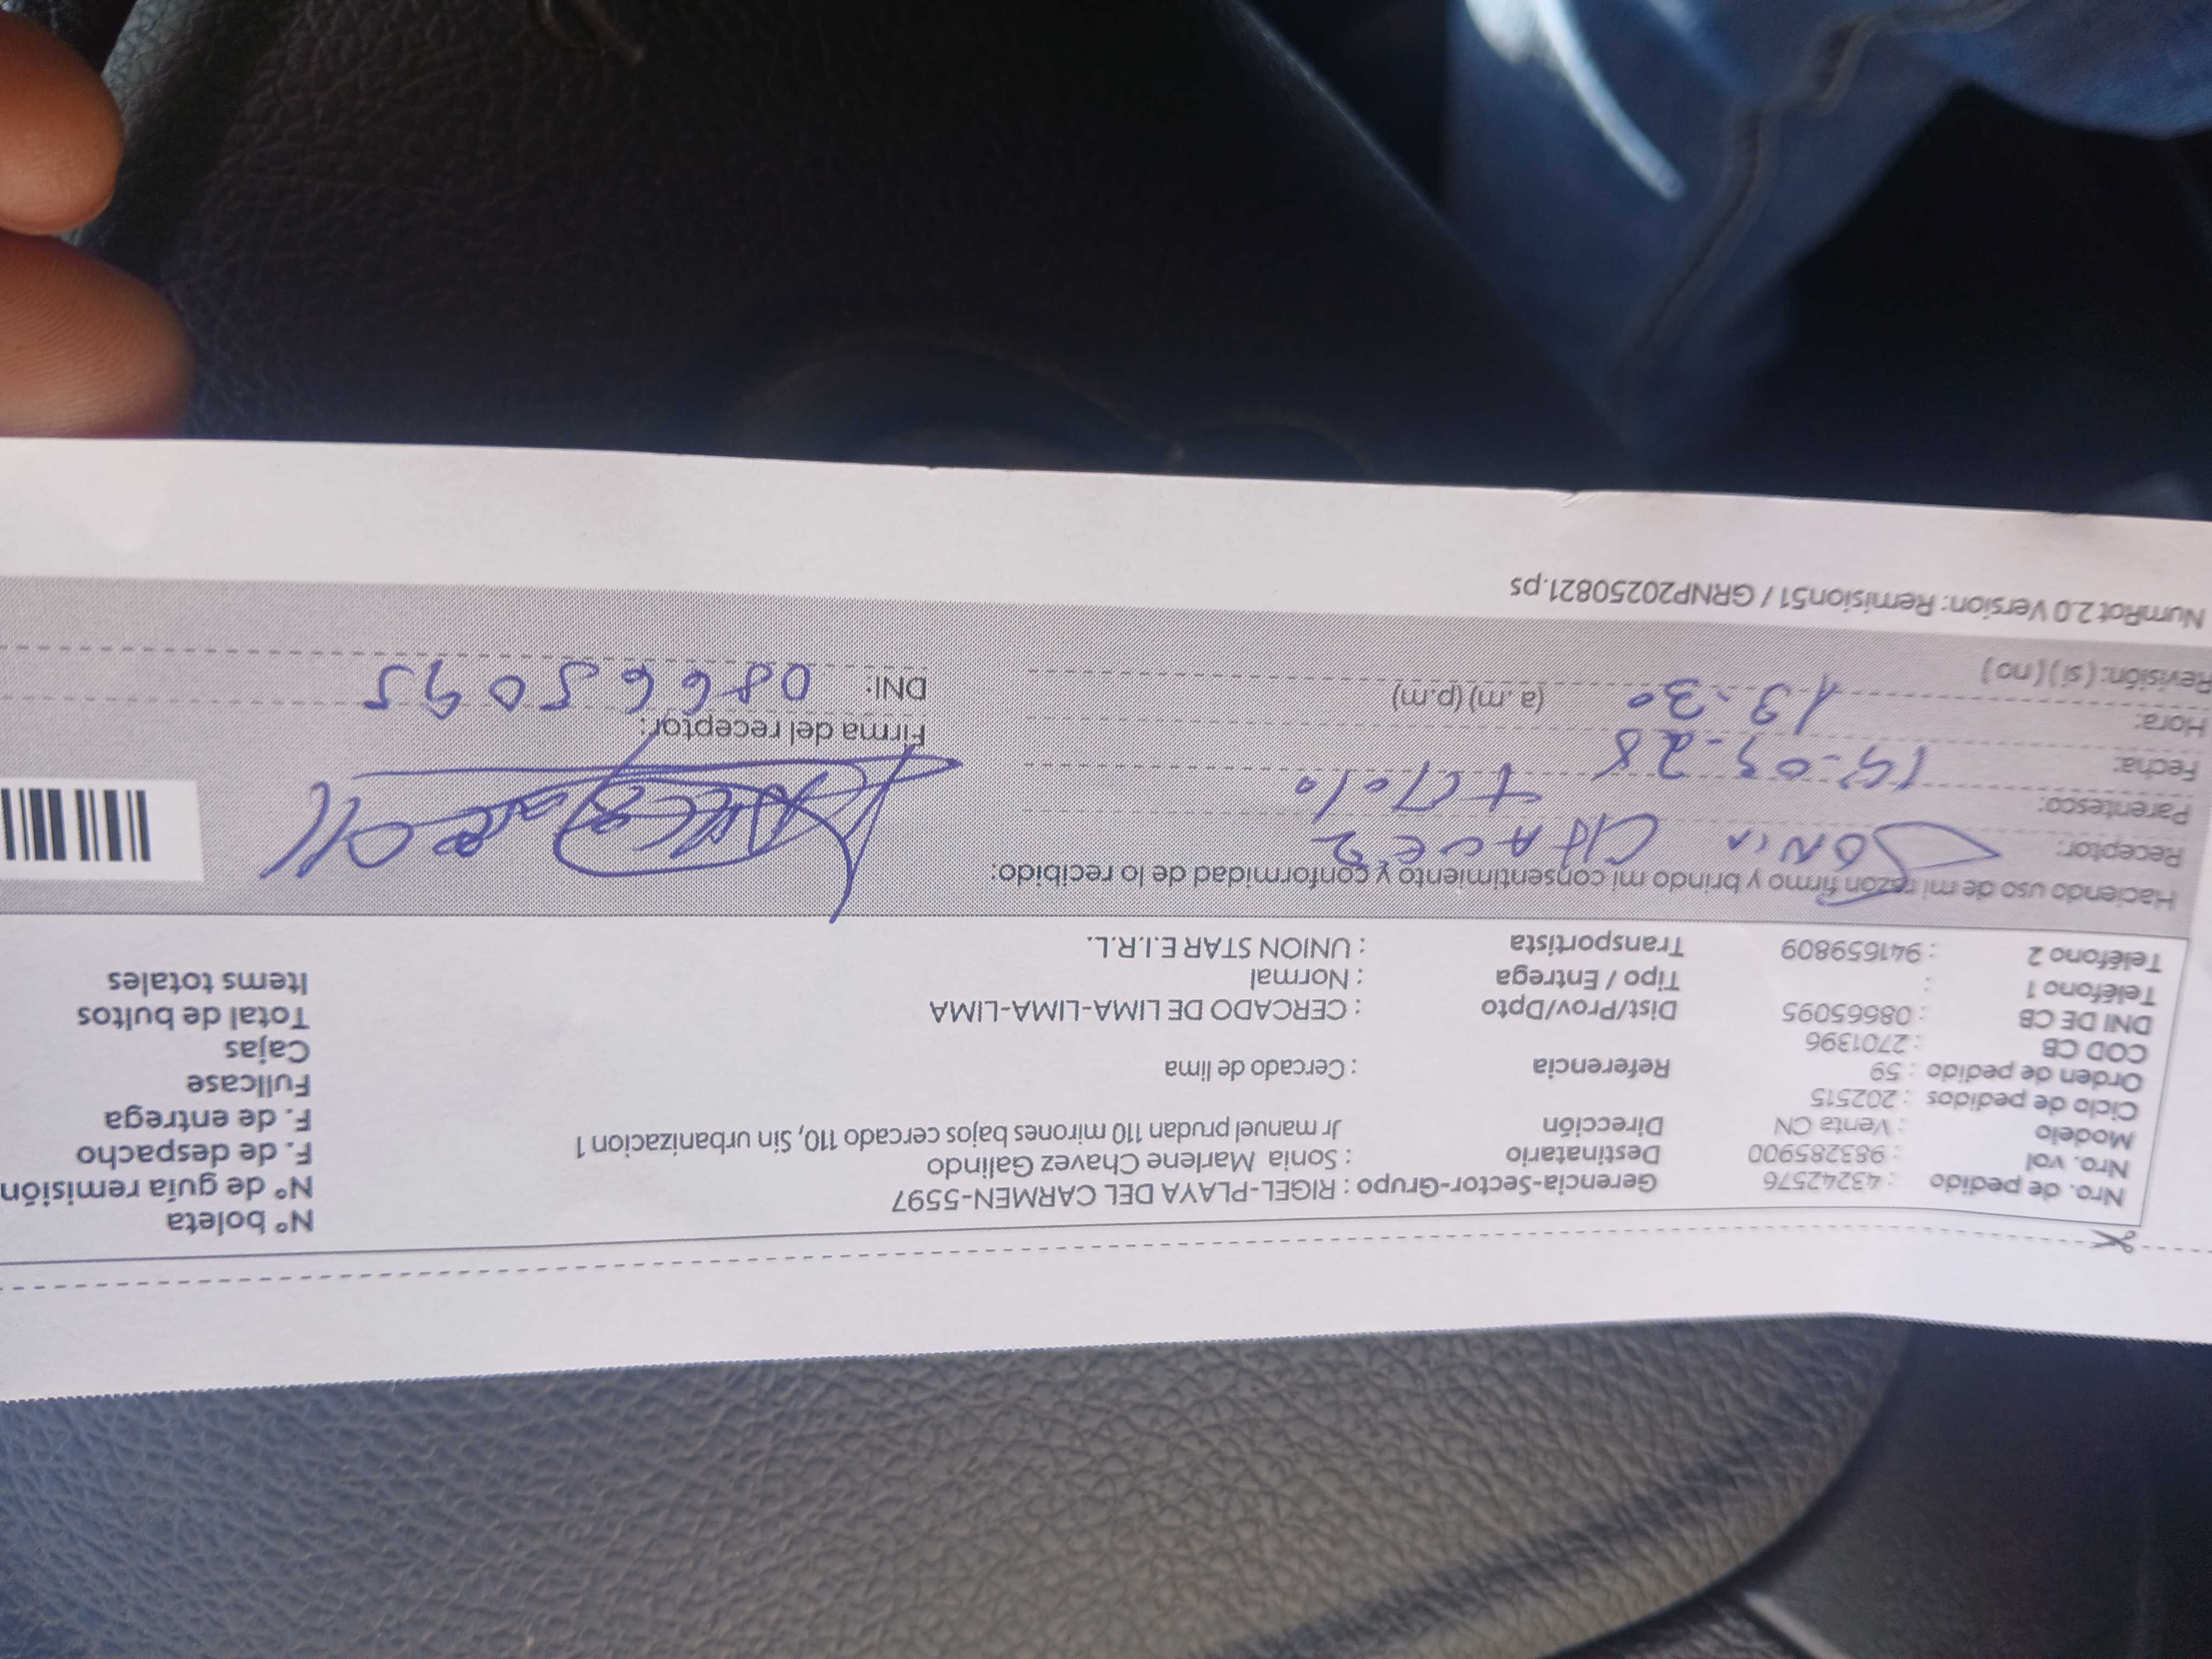 Nro. de pedido : 43242576 Gerencia-Sector-Grupo : RIGEL-PLAYA DEL CARMEN-5597 N° boleta
Nro. vol : 983285900 Destinatario : Sonia Marlene Chavez Galindo N° de guía remisión
Modelo : Venta CN Dirección Jr manuel prudan 110 mirones bajos cercado 110, Sin urbanizacion 1 F. de despacho
Ciclo de pedidos : 202515 F. de entrega
Orden de pedido : 59 Referencia : Cercado de lima Fullcase
COD CB : 2701396 Cajas
DNI DE CB : 08665095 Dist/Prov/Dpto : CERCADO DE LIMA-LIMA-LIMA Total de bultos
Teléfono 1 : Tipo / Entrega : Normal Items totales
Teléfono 2 : 941659809 Transportista : UNION STAR E.I.R.L.
Haciendo uso de mi razón firmo y brindo mi consentimiento y conformidad de lo recibido:
Receptor: SONIA CHAVEZ
Parentesco:
Fecha: Firma del receptor:
Hora: 13-30 (a.m) (p.m) DNI: 08665095
Revisión: (si) (no)
NumRot 2.0 Version: Remision51 / GRNP20250821.ps